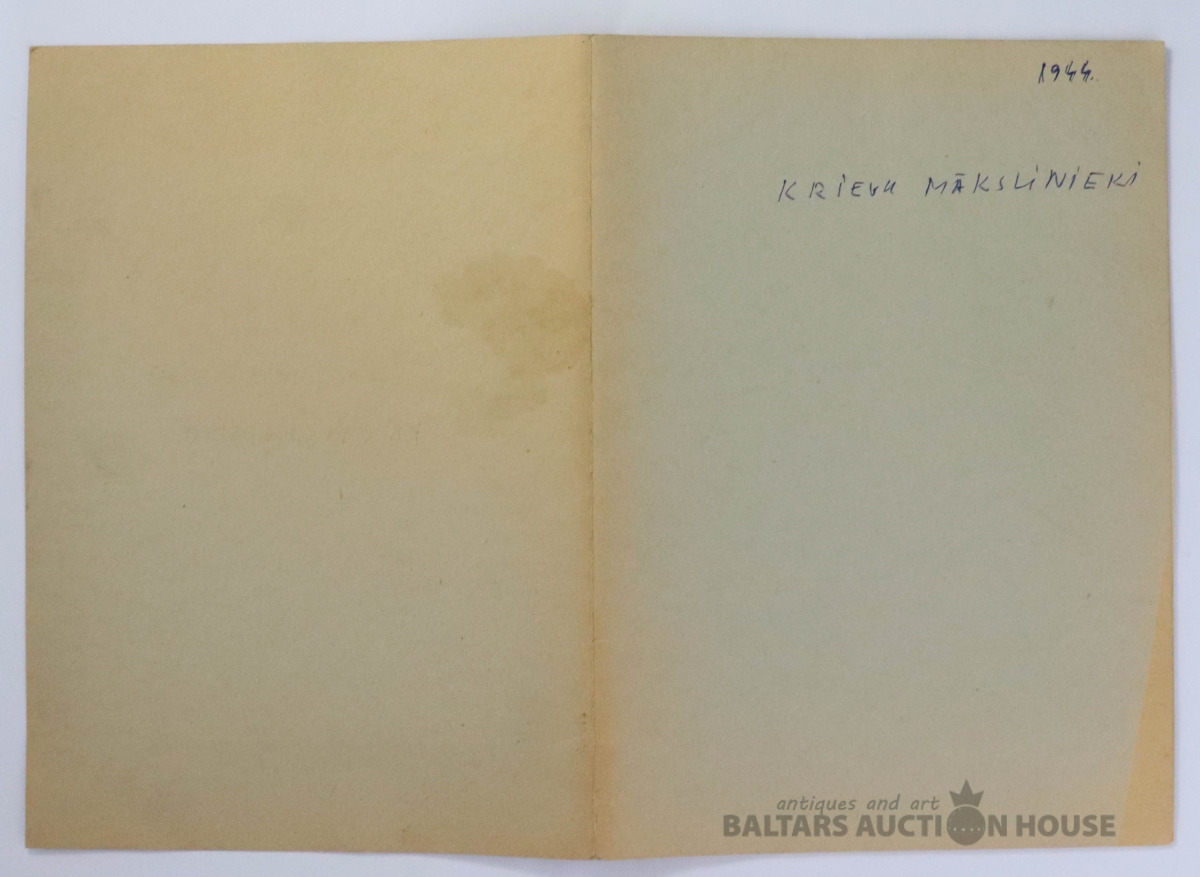 1944.
KRIEVU MĀKSLINIEKI
antiques and art
BALTARS AUCTION HOUSE